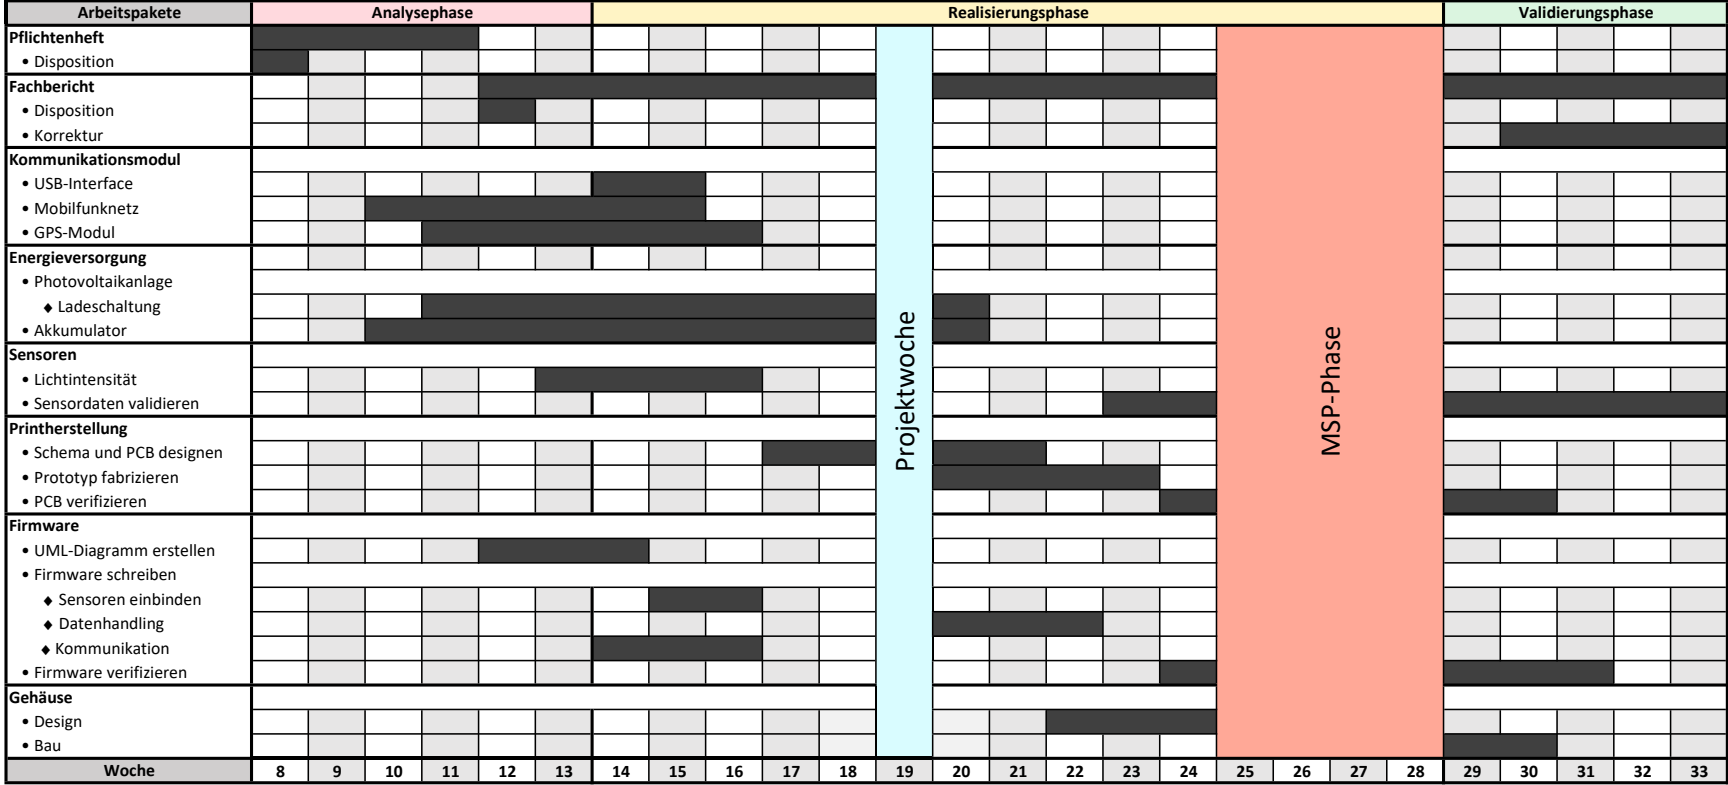 Arbeitspakete Analysephase Realisierungsphase Validierungsphase
Pflichtenheft
• Disposition
Fachbericht
• Disposition
• Korrektur
Kommunikationsmodul
• USB-Interface
• Mobilfunknetz
• GPS-Modul
Energieversorgung
• Photovoltaikanlage
♦ Ladeschaltung
• Akkumulator
Sensoren
• Lichtintensität
• Sensordaten validieren
Printherstellung
• Schema und PCB designen
• Prototyp fabrizieren
• PCB verifizieren
Firmware
• UML-Diagramm erstellen
• Firmware schreiben
♦ Sensoren einbinden
♦ Datenhandling
♦ Kommunikation
• Firmware verifizieren
Gehäuse
• Design
• Bau
Projektwoche
MSP-Phase
Woche 8 9 10 11 12 13 14 15 16 17 18 19 20 21 22 23 24 25 26 27 28 29 30 31 32 33